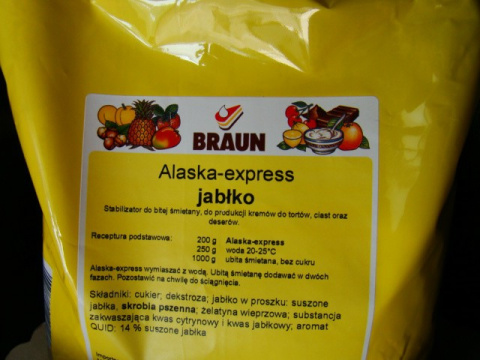 BRAUN
Alaska-express
jabłko
Stabilizator do bitej śmietany, do produkcji kremów do tortów, ciast oraz
deserów.
Receptura podstawowa: 200 g Alaska-express
250 g woda 20-25°C
1000 g ubita śmietana, bez cukru
Alaska-express wymiaszać z wodą. Ubitą śmietanę dodawać w dwóch
fazach. Pozostawić na chwilę do ściągnięcia.
Składniki: cukier; dekstroza; jabłko w proszku: suszone
jabłka, skrobia pszenna; żelatyna wieprzowa; substancja
zakwaszająca kwas cytrynowy i kwas jabłkowy; aromat
QUID: 14 % suszone jabłka